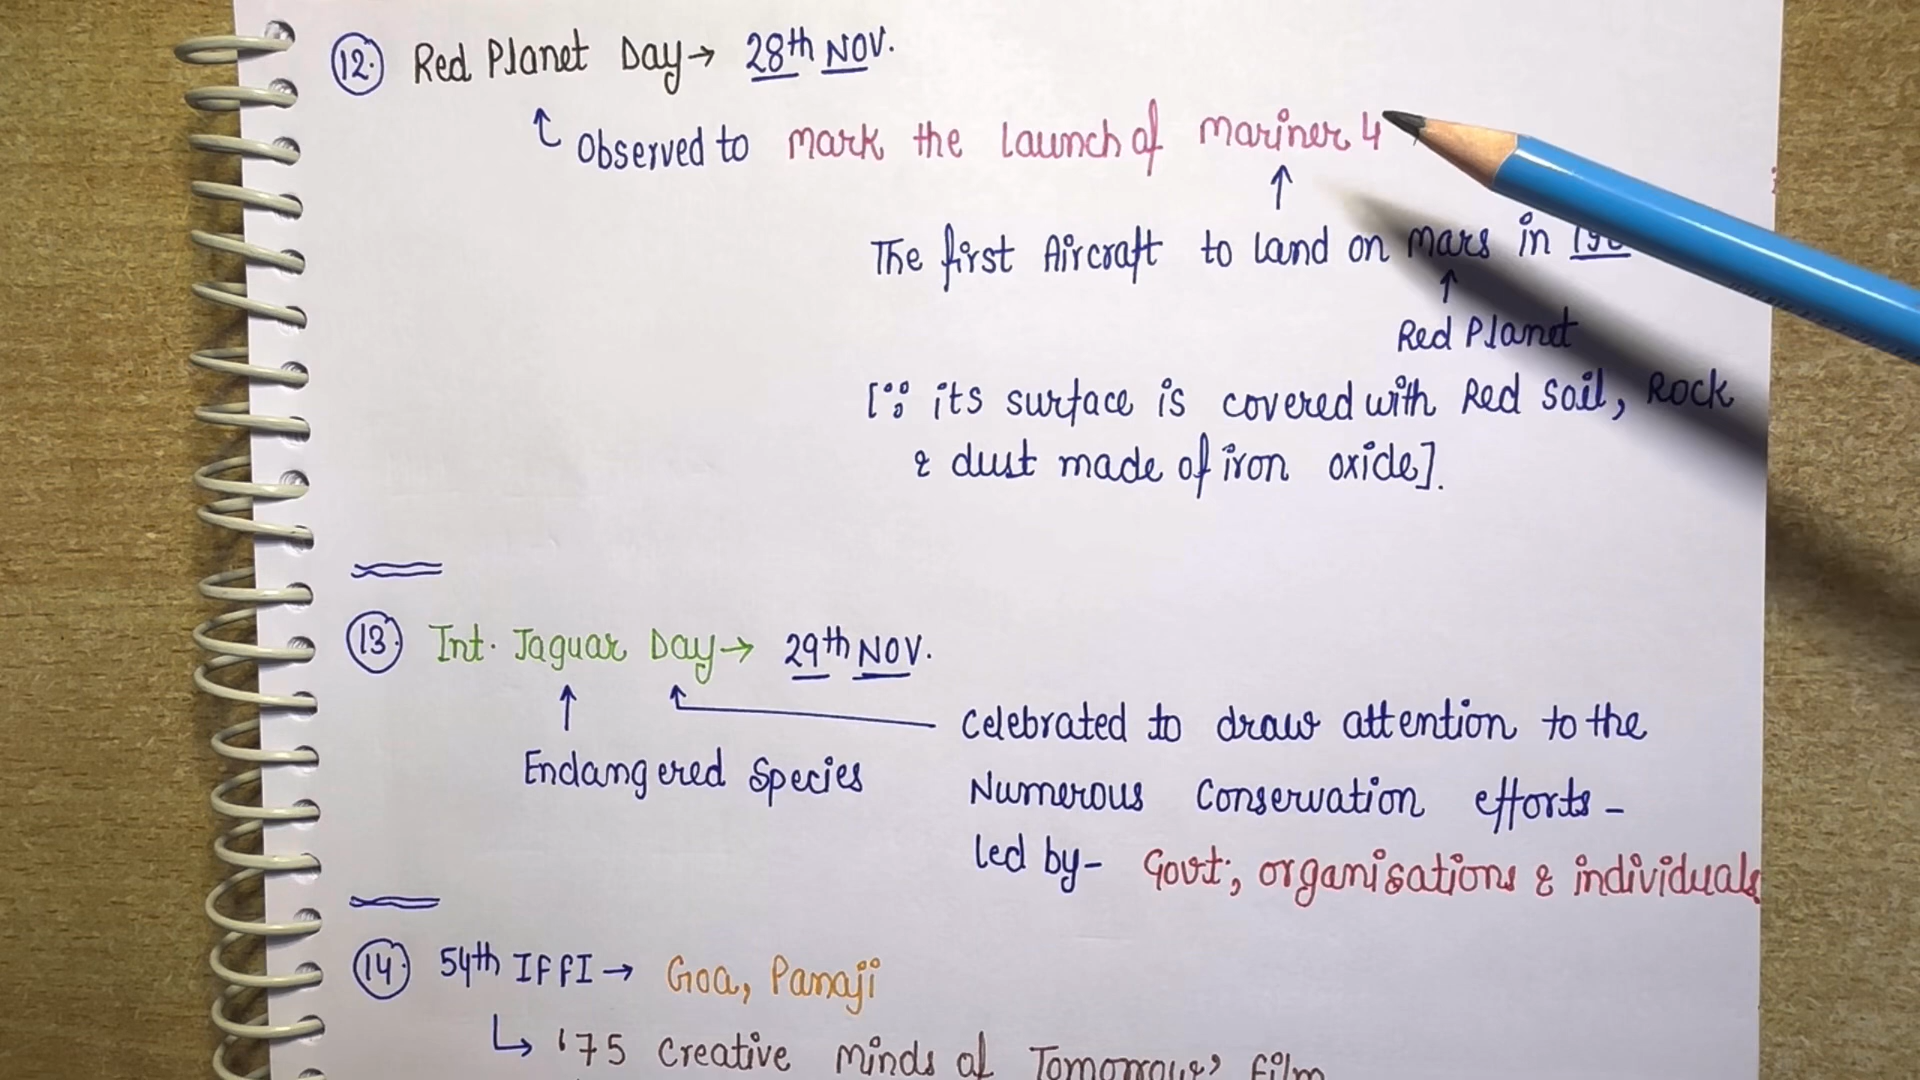 12. Red Planet Day → 28th NOV.
↑ Observed to mark the launch of Mariner 4
↑
The first Aircraft to land on Mars in
↑
Red Planet
[∵ its surface is covered with Red Soil, Rock
& dust made of iron oxide].
13. Int. Jaguar Day → 29th NOV.
Celebrated to draw attention to the
Endangered Species
Numerous Conservation efforts -
led by - Govt., organisations & individuals
14. 54th IFFI → Goa, Panaji
↳ '75 Creative Minds of Tomorrow' film